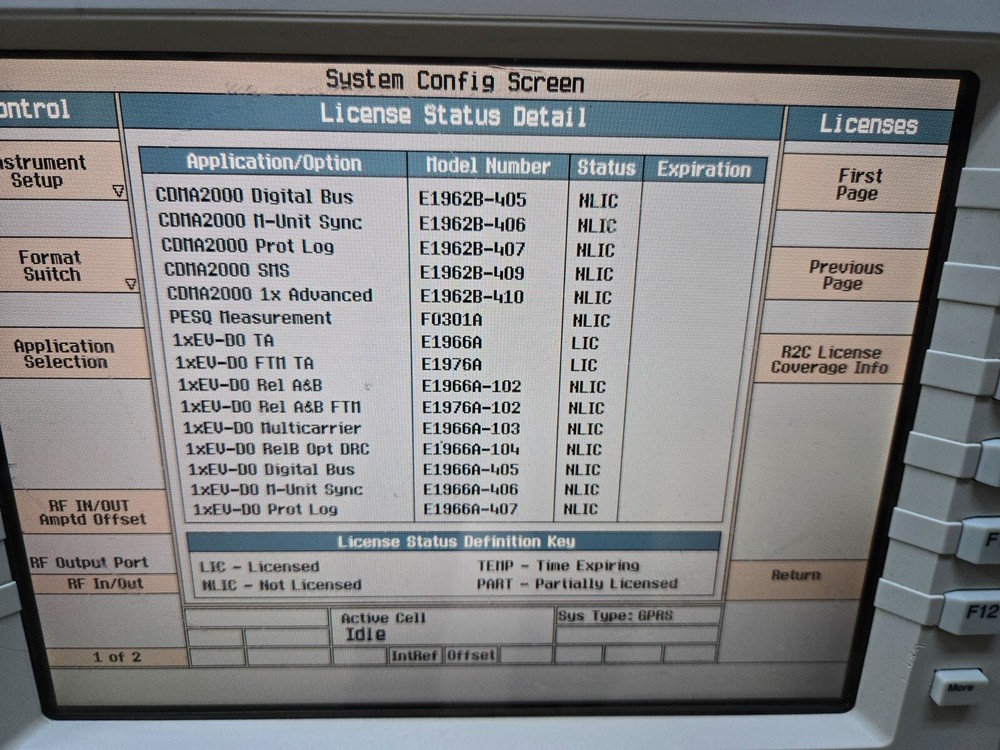 System Config Screen
ontrol
License Status Detail
Licenses
nstrument
Setup
Format
Switch
Application
Selection
RF IN/OUT
Amptd Offset
RF Output Port
RF In/Out
1 of 2
Application/Option Model Number Status Expiration
CDMA2000 Digital Bus E1962B-405 NLIC
CDMA2000 M-Unit Sync E1962B-406 NLIC
CDMA2000 Prot Log E1962B-407 NLIC
CDMA2000 SMS E1962B-409 NLIC
CDMA2000 1x Advanced E1962B-410 NLIC
PESQ Measurement F0301A NLIC
1xEV-DO TA E1966A LIC
1xEV-DO FTM TA E1976A LIC
1xEV-DO Rel A&B E1966A-102 NLIC
1xEV-DO Rel A&B FTM E1976A-102 NLIC
1xEV-DO Multicarrier E1966A-103 NLIC
1xEV-DO RelB Opt DRC E1966A-104 NLIC
1xEV-DO Digital Bus E1966A-405 NLIC
1xEV-DO M-Unit Sync E1966A-406 NLIC
1xEV-DO Prot Log E1966A-407 NLIC
License Status Definition Key
LIC - Licensed TEMP - Time Expiring
NLIC - Not Licensed PART - Partially Licensed
Active Cell
Idle
Sys Type: GPRS
IntRef Offset
First
Page
Previous
Page
R2C License
Coverage Info
Return
F
F12
More